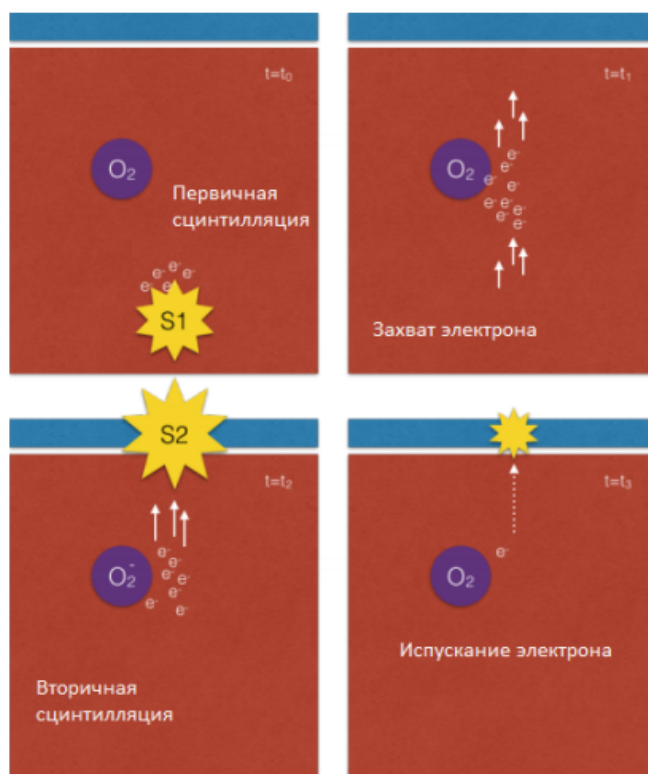 t=t₀
O₂
Первичная
сцинтилляция
e⁻ e⁻ e⁻ e⁻ e⁻ e⁻
S1
t=t₁
O₂
e⁻
e⁻
e⁻ e⁻
e⁻ e⁻ e⁻
e⁻ e⁻
e⁻
Захват электрона
S2
t=t₂
O₂⁻
e⁻
e⁻
e⁻ e⁻
e⁻
e⁻ e⁻
Вторичная
сцинтилляция
t=t₃
e⁻
O₂
Испускание электрона